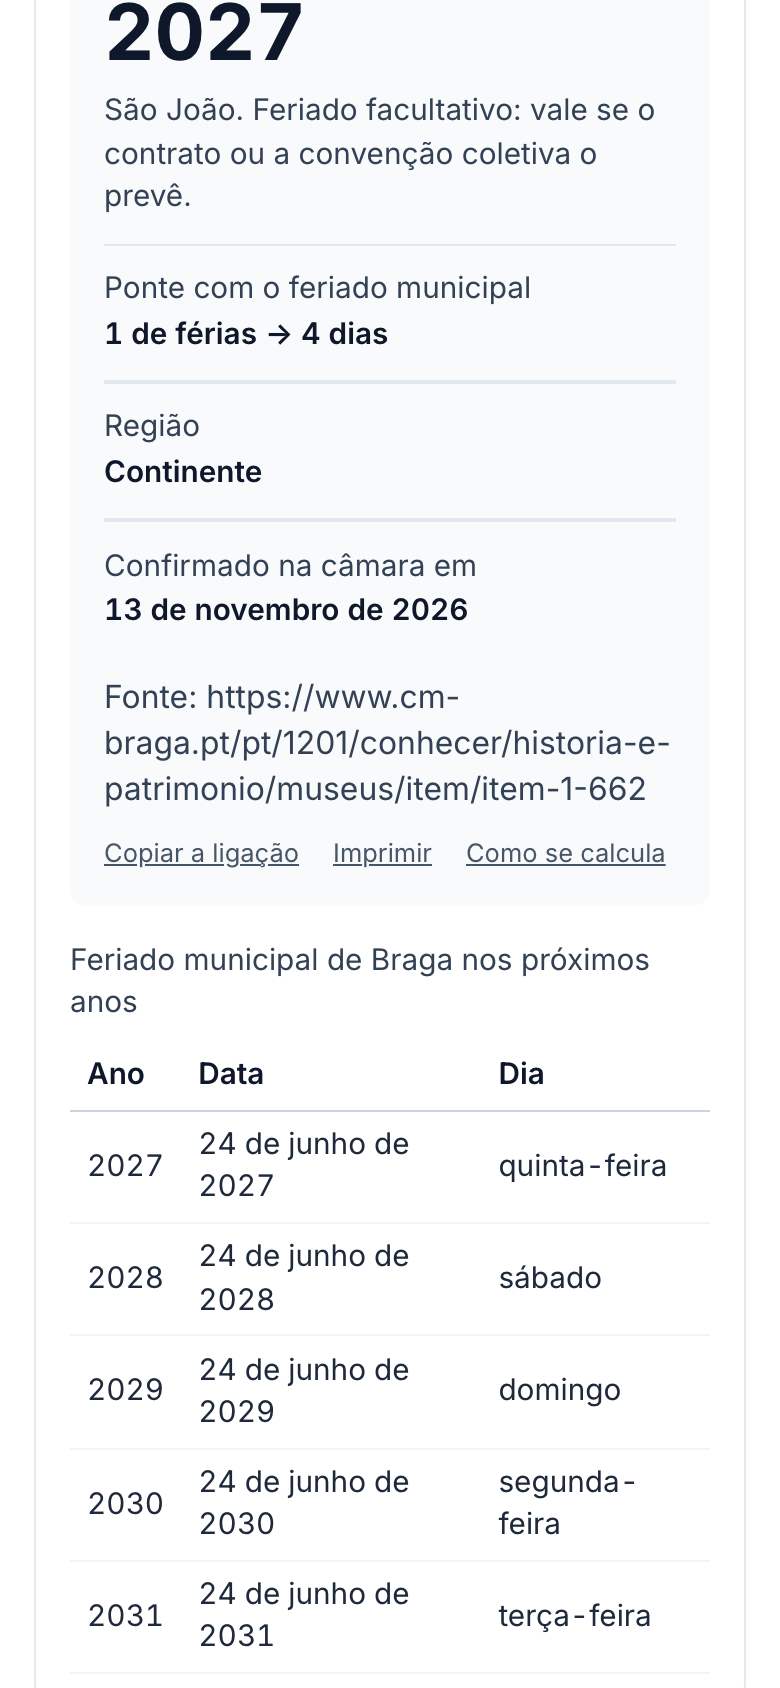 2027
São João. Feriado facultativo: vale se o
contrato ou a convenção coletiva o
prevê.
Ponte com o feriado municipal
1 de férias → 4 dias
Região
Continente
Confirmado na câmara em
13 de novembro de 2026
Fonte: https://www.cm-
braga.pt/pt/1201/conhecer/historia-e-
patrimonio/museus/item/item-1-662
Copiar a ligação Imprimir Como se calcula
Feriado municipal de Braga nos próximos
anos
Ano Data Dia
2027 24 de junho de 2027 quinta-feira
2028 24 de junho de 2028 sábado
2029 24 de junho de 2029 domingo
2030 24 de junho de 2030 segunda-feira
2031 24 de junho de 2031 terça-feira